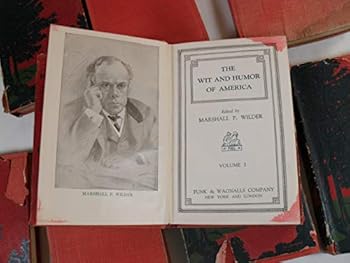 MARSHALL P. WILDER
THE
WIT AND HUMOR
OF AMERICA
Edited by
MARSHALL P. WILDER
VOLUME I
FUNK & WAGNALLS COMPANY
NEW YORK AND LONDON